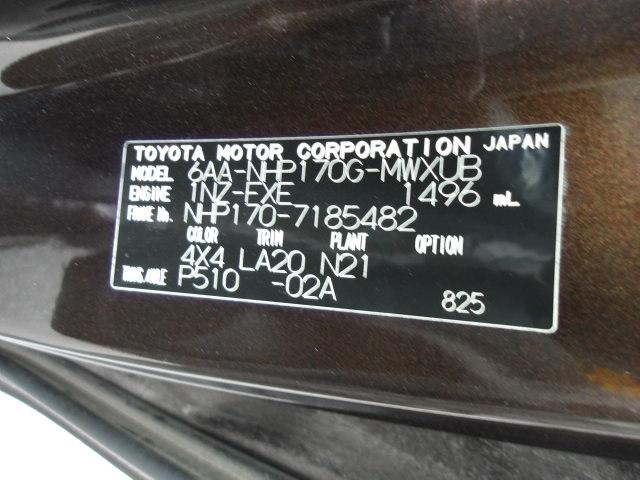 TOYOTA MOTOR CORPORATION JAPAN
MODEL 6AA-NHP170G-MWXUB
ENGINE 1NZ-EXE 1496 mL
FRAME No. NHP170-7185482
COLOR TRIM PLANT OPTION
4X4 LA20 N21
TRANS.AXLE P510 -02A
825